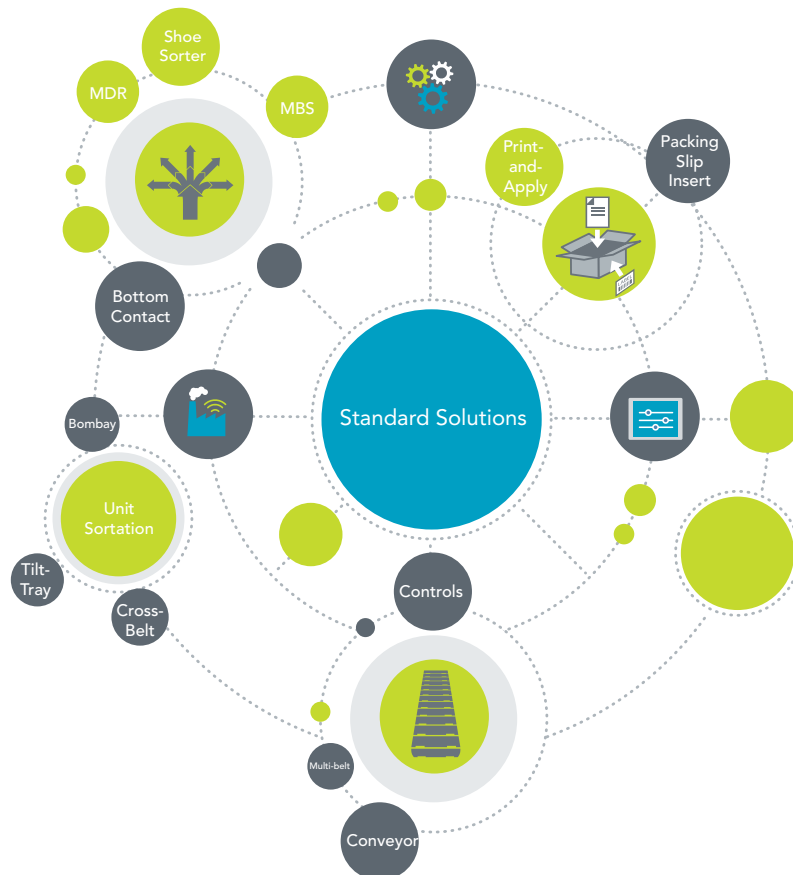 Shoe
Sorter
MDR
MBS
Print-
and-
Apply
Packing
Slip
Insert
Bottom
Contact
Standard Solutions
Bombay
Unit
Sortation
Tilt-
Tray
Cross-
Belt
Controls
Multi-belt
Conveyor